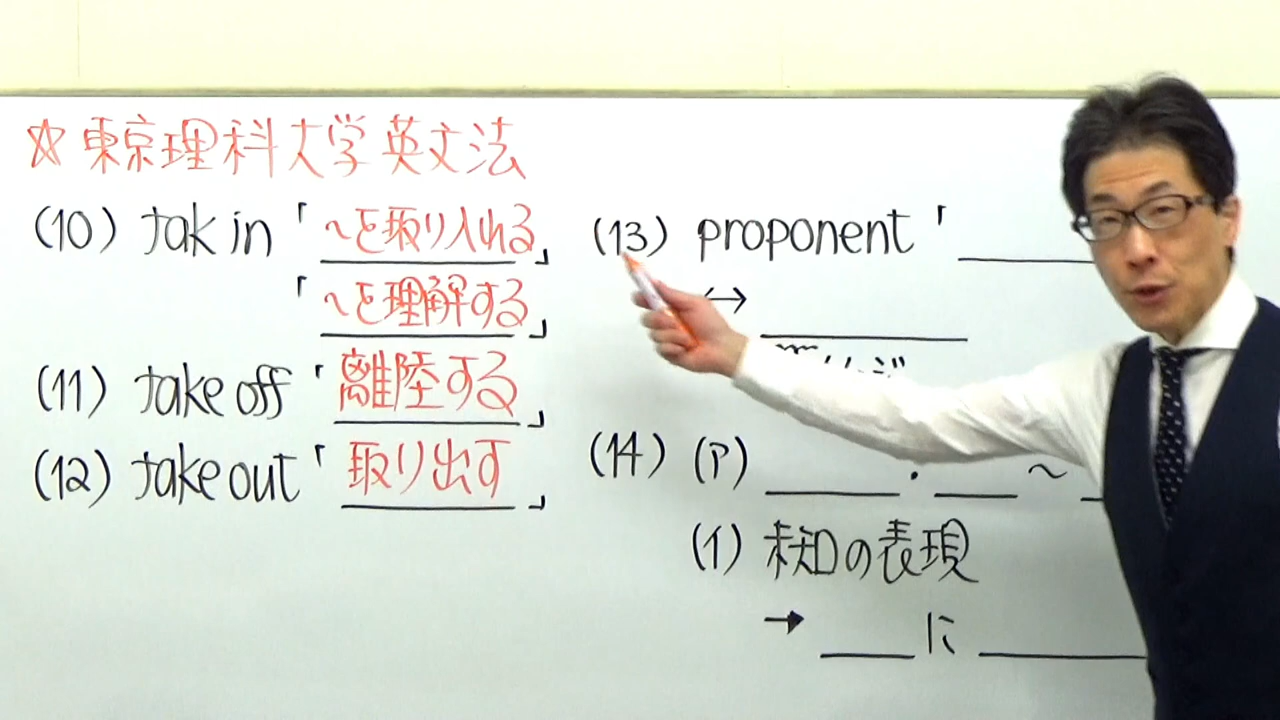 ☆東京理科大学英文法
(10) tak in 「~を取り入れる」
「~を理解する」
(11) take off 「離陸する」
(12) take out 「取り出す」
(13) proponent 「
↔
(14) (ア) ・ ~
(イ) 未知の表現
→ に